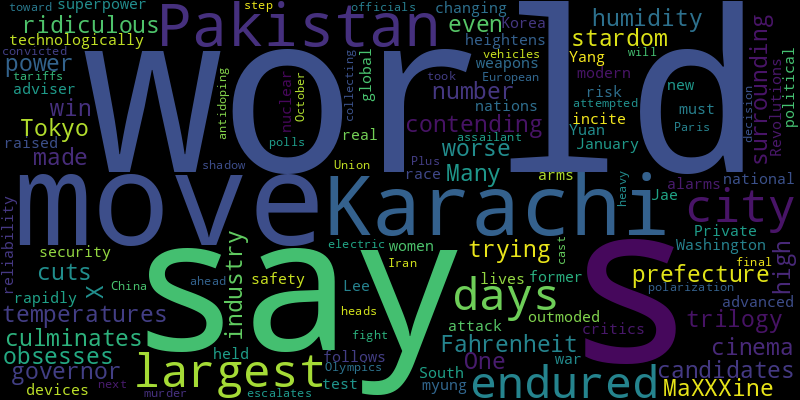 toward superpower step officials changing
ridiculous Pakistan even Korea humidity
technologically heightens stardom
convicted power tariffs adviser
world
vehicles weapons Yang will modern
European number nations risk new political
nuclear October collecting global antidoping
surrounding Revolutions decision
win Tokyo raised made
took contending attempted incite must
real polls assailant Yuan Paris
worse January
shadow Union Plus race Many arms
heavy Jae alarms national
move Karachi city
reliability Private Washington
security electric women trying cast final
cuts X China industry ahead safety Iran
say s
lives former prefecture polarization
rapidly Lee days advanced high
temperatures heads outmoded trilogy
attack critics
culminates fight Fahrenheit war cinema
obsesses held follows One
governor largest Olympics South candidates
devices next test myung endured MaXXXine
murder escalates